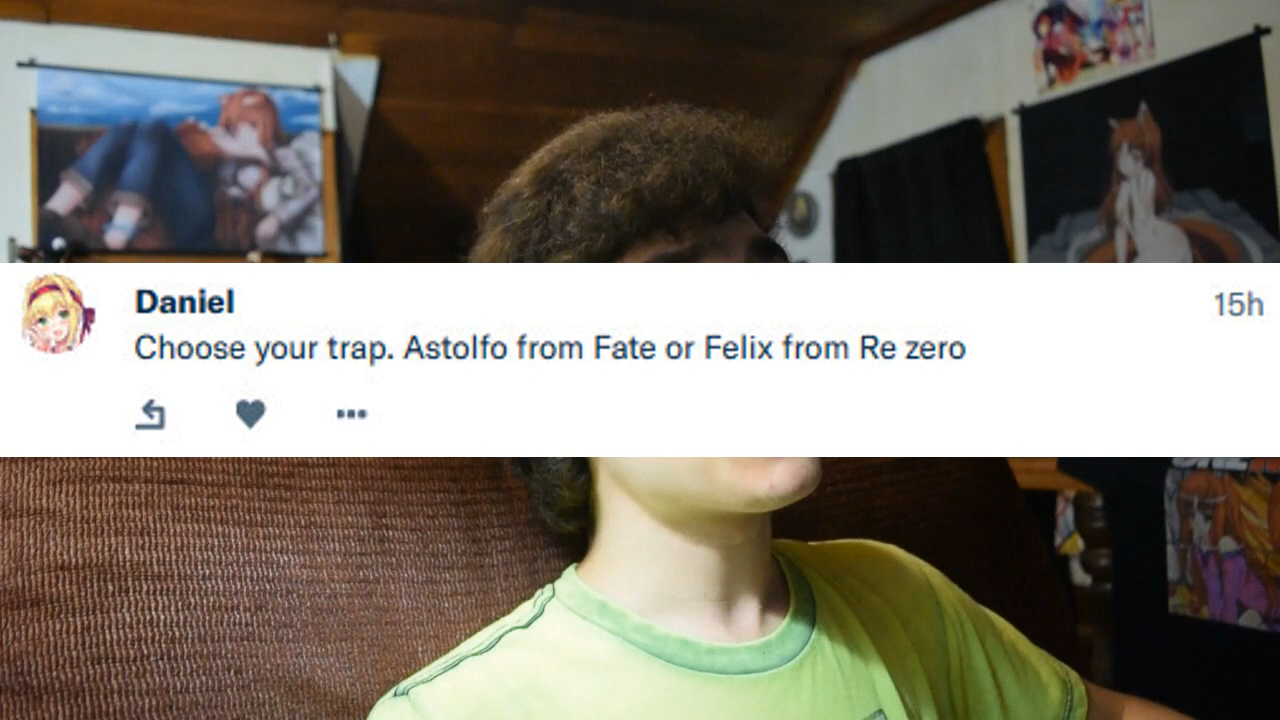 Daniel
15h
Choose your trap. Astolfo from Fate or Felix from Re zero